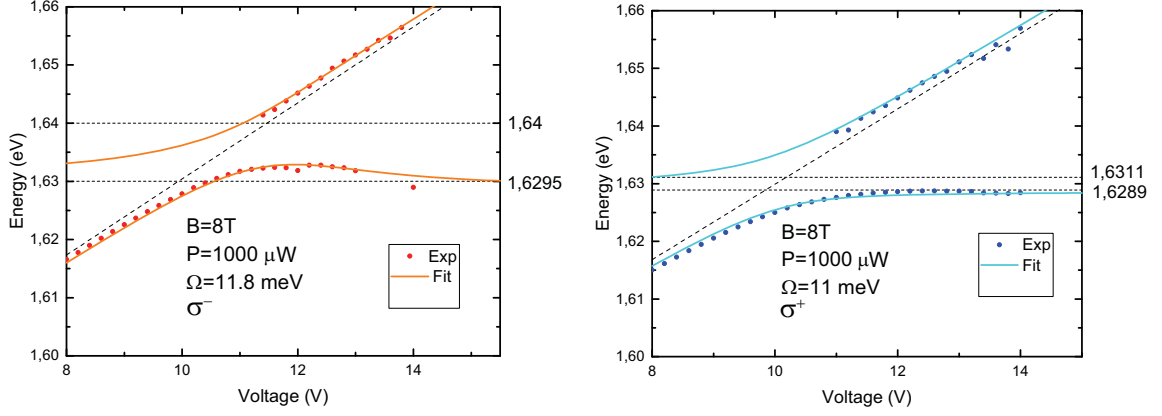 1,66
1,65
1,64
1,63
1,62
1,61
1,60
Energy (eV)
8
10
12
14
Voltage (V)
1,64
1,6295
B=8T
P=1000 μW
Ω=11.8 meV
σ⁻
Exp
Fit
1,66
1,65
1,64
1,63
1,62
1,61
1,60
Energy (eV)
8
10
12
14
Voltage (V)
1,6311
1,6289
B=8T
P=1000 μW
Ω=11 meV
σ⁺
Exp
Fit